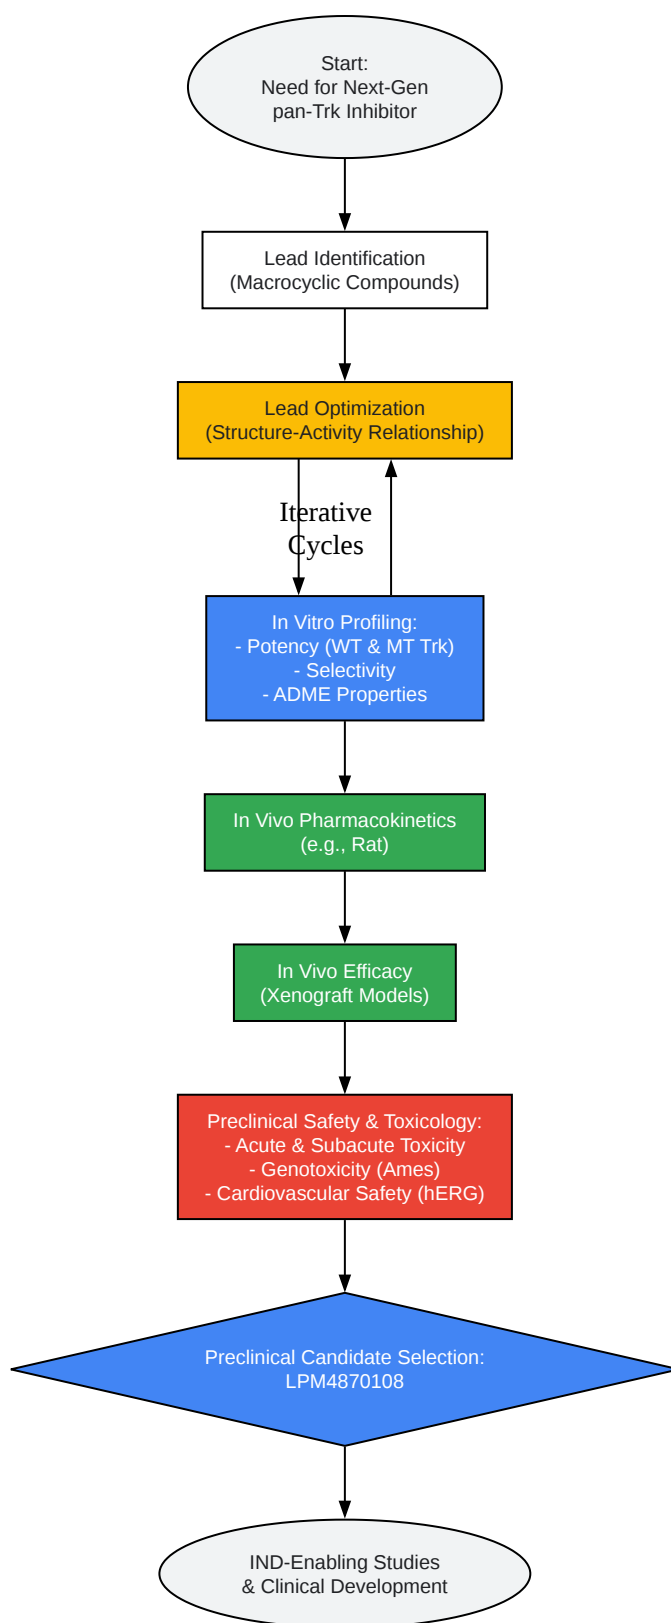 Start:
Need for Next-Gen
pan-Trk Inhibitor
Lead Identification
(Macrocyclic Compounds)
Lead Optimization
(Structure-Activity Relationship)
Iterative
Cycles
In Vitro Profiling:
- Potency (WT & MT Trk)
- Selectivity
- ADME Properties
In Vivo Pharmacokinetics
(e.g., Rat)
In Vivo Efficacy
(Xenograft Models)
Preclinical Safety & Toxicology:
- Acute & Subacute Toxicity
- Genotoxicity (Ames)
- Cardiovascular Safety (hERG)
Preclinical Candidate Selection:
LPM4870108
IND-Enabling Studies
& Clinical Development